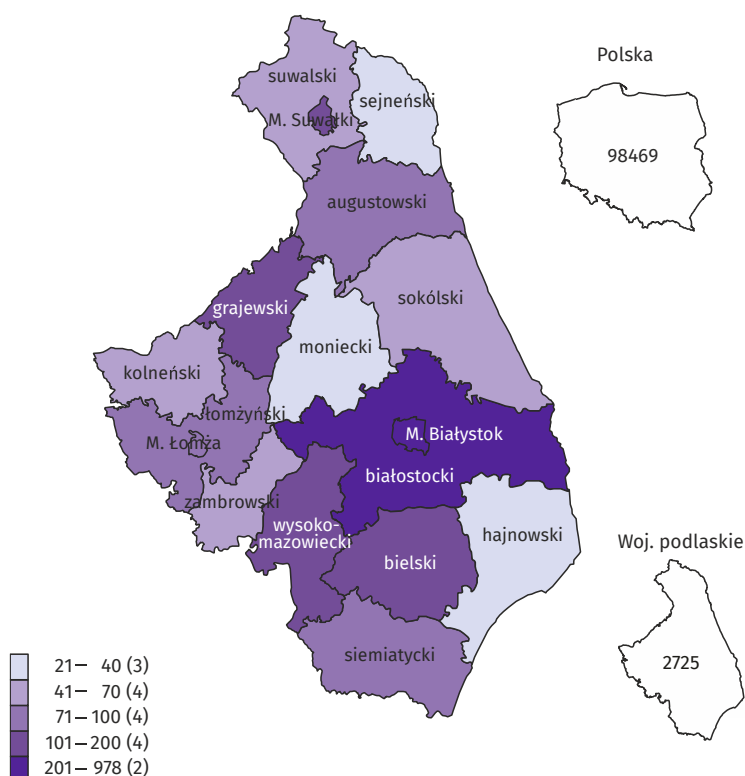 Polska
98469
suwalski
sejneński
M. Suwałki
augustowski
grajewski
sokólski
moniecki
kolneński
łomżyński
M. Łomża
M. Białystok
białostocki
zambrowski
wysoko-
mazowiecki
hajnowski
bielski
siemiatycki
Woj. podlaskie
2725
21– 40 (3)
41– 70 (4)
71–100 (4)
101–200 (4)
201–978 (2)